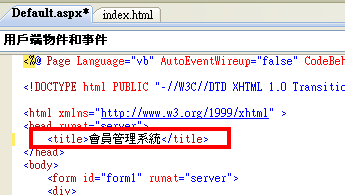 Default.aspx* index.html
用戶端物件和事件
<%@ Page Language="vb" AutoEventWireup="false" CodeBeh
<!DOCTYPE html PUBLIC "-//W3C//DTD XHTML 1.0 Transition
<html xmlns="http://www.w3.org/1999/xhtml" >
<head runat="server">
<title>會員管理系統</title>
</head>
<body>
<form id="form1" runat="server">
<div>